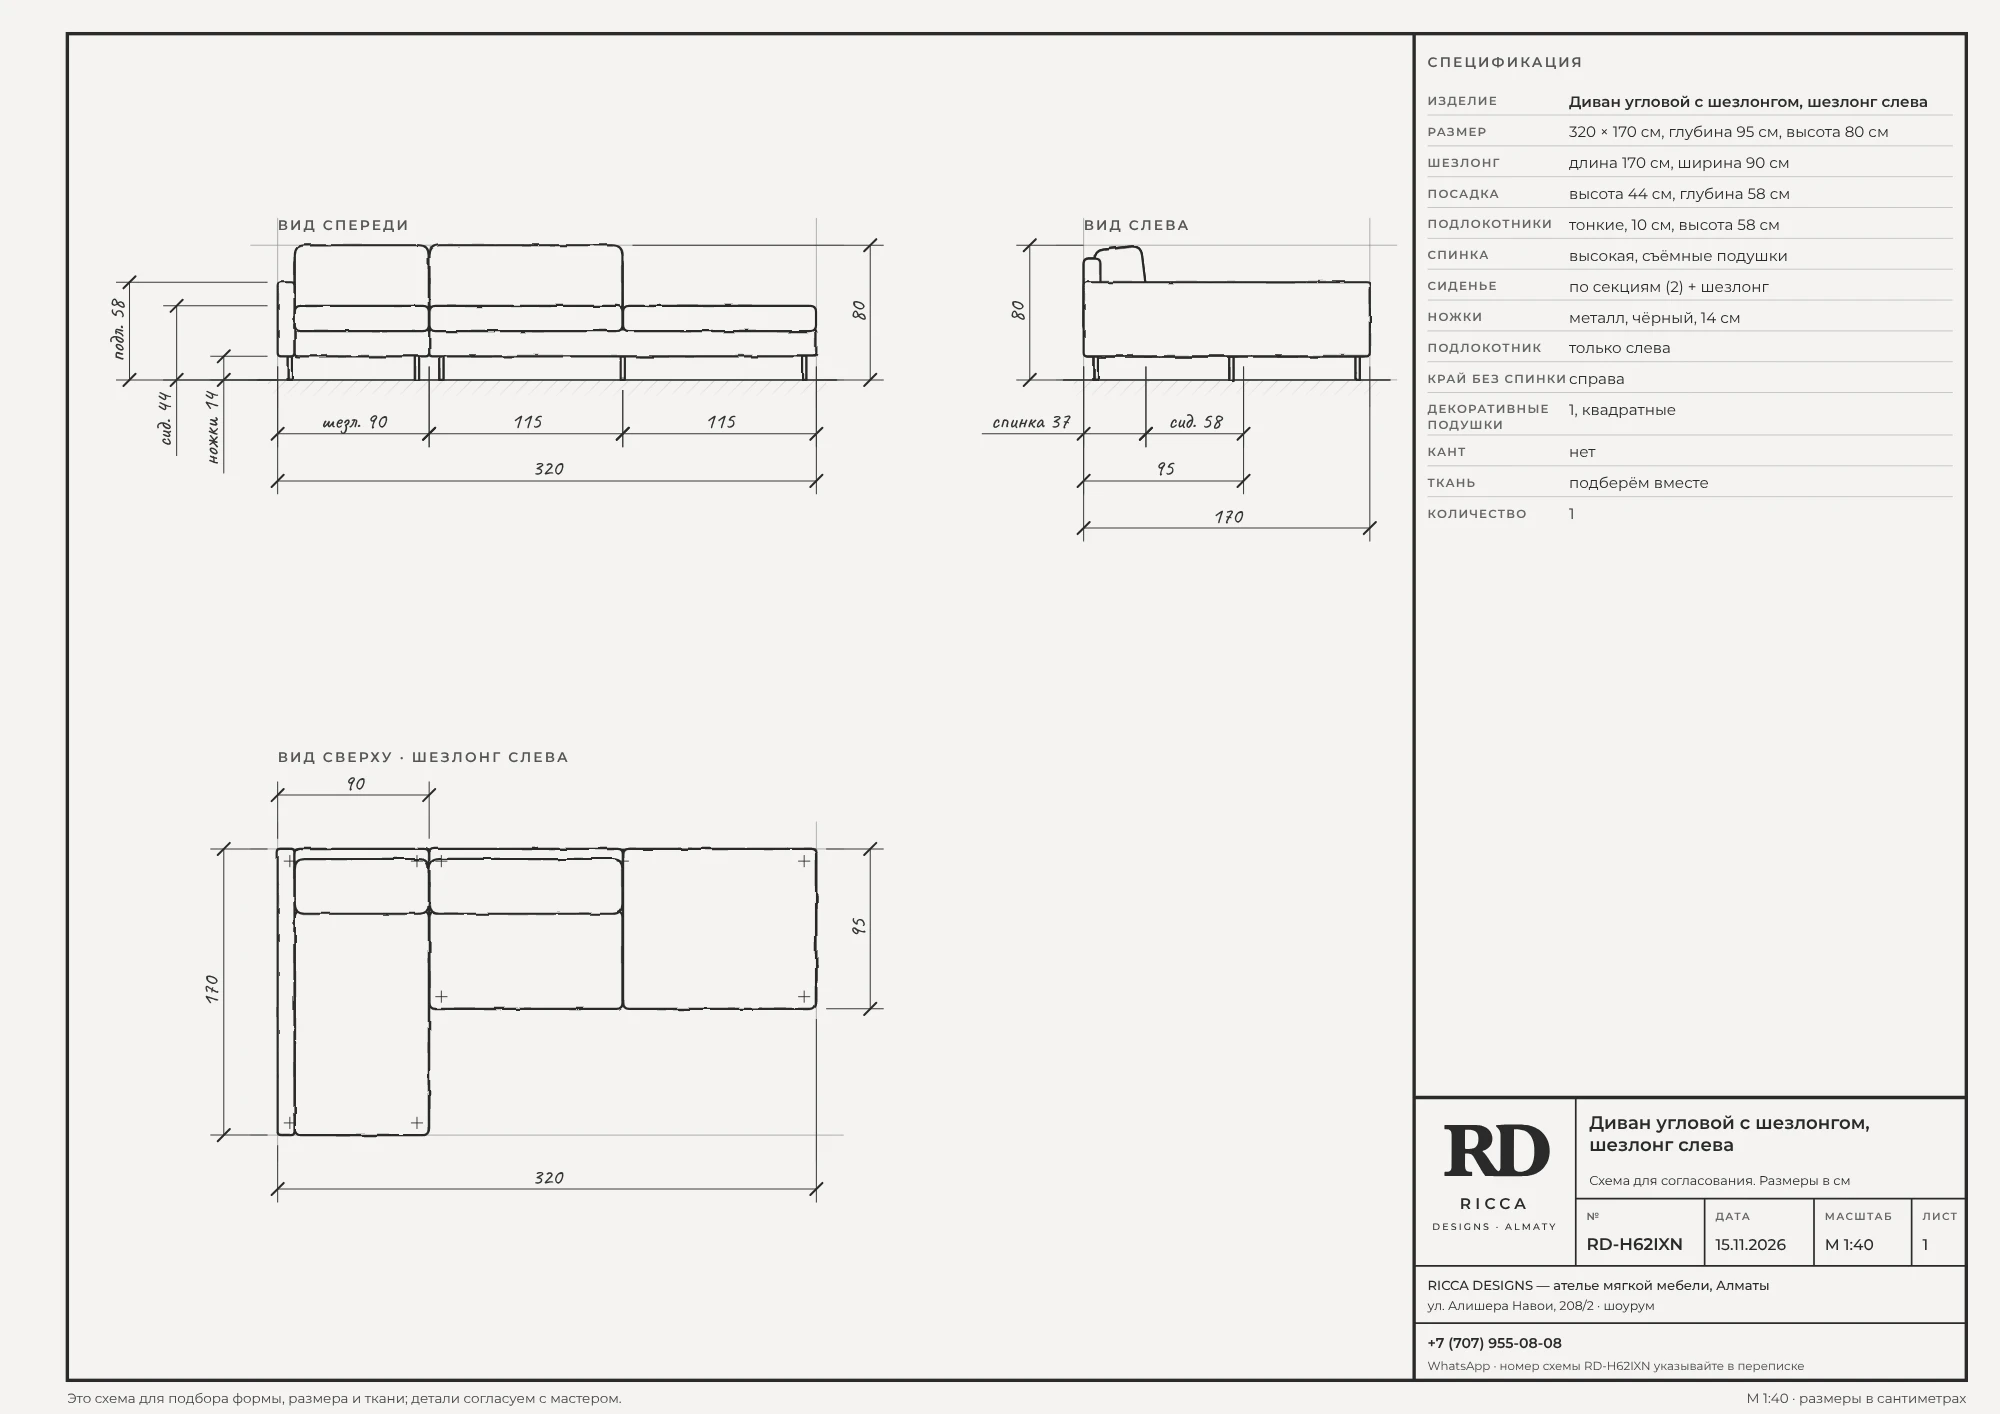 СПЕЦИФИКАЦИЯ
ИЗДЕЛИЕ Диван угловой с шезлонгом, шезлонг слева
РАЗМЕР 320 × 170 см, глубина 95 см, высота 80 см
ШЕЗЛОНГ длина 170 см, ширина 90 см
ПОСАДКА высота 44 см, глубина 58 см
ПОДЛОКОТНИКИ тонкие, 10 см, высота 58 см
СПИНКА высокая, съёмные подушки
СИДЕНЬЕ по секциям (2) + шезлонг
НОЖКИ металл, чёрный, 14 см
ПОДЛОКОТНИК только слева
КРАЙ БЕЗ СПИНКИ справа
ДЕКОРАТИВНЫЕ ПОДУШКИ 1, квадратные
КАНТ нет
ТКАНЬ подберём вместе
КОЛИЧЕСТВО 1
ВИД СПЕРЕДИ
подл. 58
сид. 44
ножки 14
80
шезл. 90
115
115
320
ВИД СЛЕВА
80
спинка 37
сид. 58
95
170
ВИД СВЕРХУ · ШЕЗЛОНГ СЛЕВА
90
170
95
320
RD
RICCA
DESIGNS · ALMATY
Диван угловой с шезлонгом,
шезлонг слева
Схема для согласования. Размеры в см
№ ДАТА МАСШТАБ ЛИСТ
RD-H62IXN 15.11.2026 М 1:40 1
RICCA DESIGNS — ателье мягкой мебели, Алматы
ул. Алишера Навои, 208/2 · шоурум
+7 (707) 955-08-08
WhatsApp · номер схемы RD-H62IXN указывайте в переписке
Это схема для подбора формы, размера и ткани; детали согласуем с мастером.
М 1:40 · размеры в сантиметрах